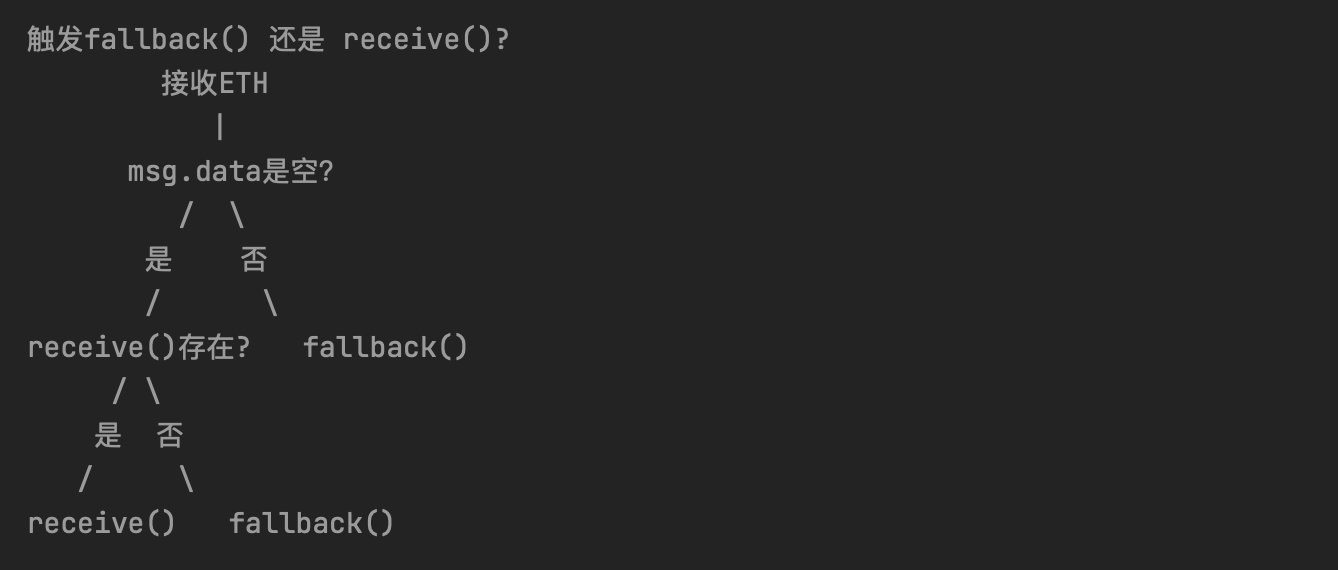 触发fallback() 还是 receive()?
接收ETH
|
msg.data是空?
/  \
是    否
/      \
receive()存在?   fallback()
/ \
是  否
/     \
receive()   fallback()